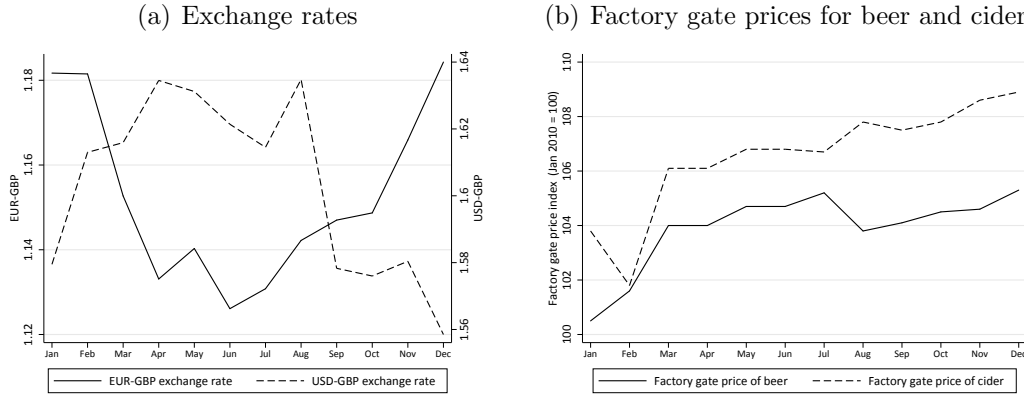 (a) Exchange rates
EUR-GBP
1.12
1.14
1.16
1.18
USD-GBP
1.56
1.58
1.6
1.62
1.64
Jan Feb Mar Apr May Jun Jul Aug Sep Oct Nov Dec
EUR-GBP exchange rate USD-GBP exchange rate
(b) Factory gate prices for beer and cider
Factory gate price index (Jan 2010 = 100)
100
102
104
106
108
110
Jan Feb Mar Apr May Jun Jul Aug Sep Oct Nov Dec
Factory gate price of beer Factory gate price of cider